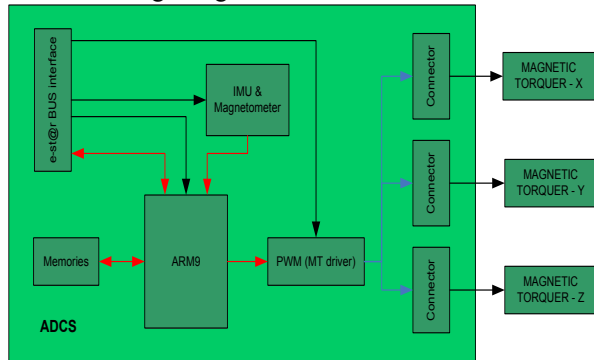 e-st@r BUS interface
IMU &
Magnetometer
Connector
MAGNETIC
TORQUER - X
Connector
MAGNETIC
TORQUER - Y
Memories
ARM9
PWM (MT driver)
Connector
MAGNETIC
TORQUER - Z
ADCS